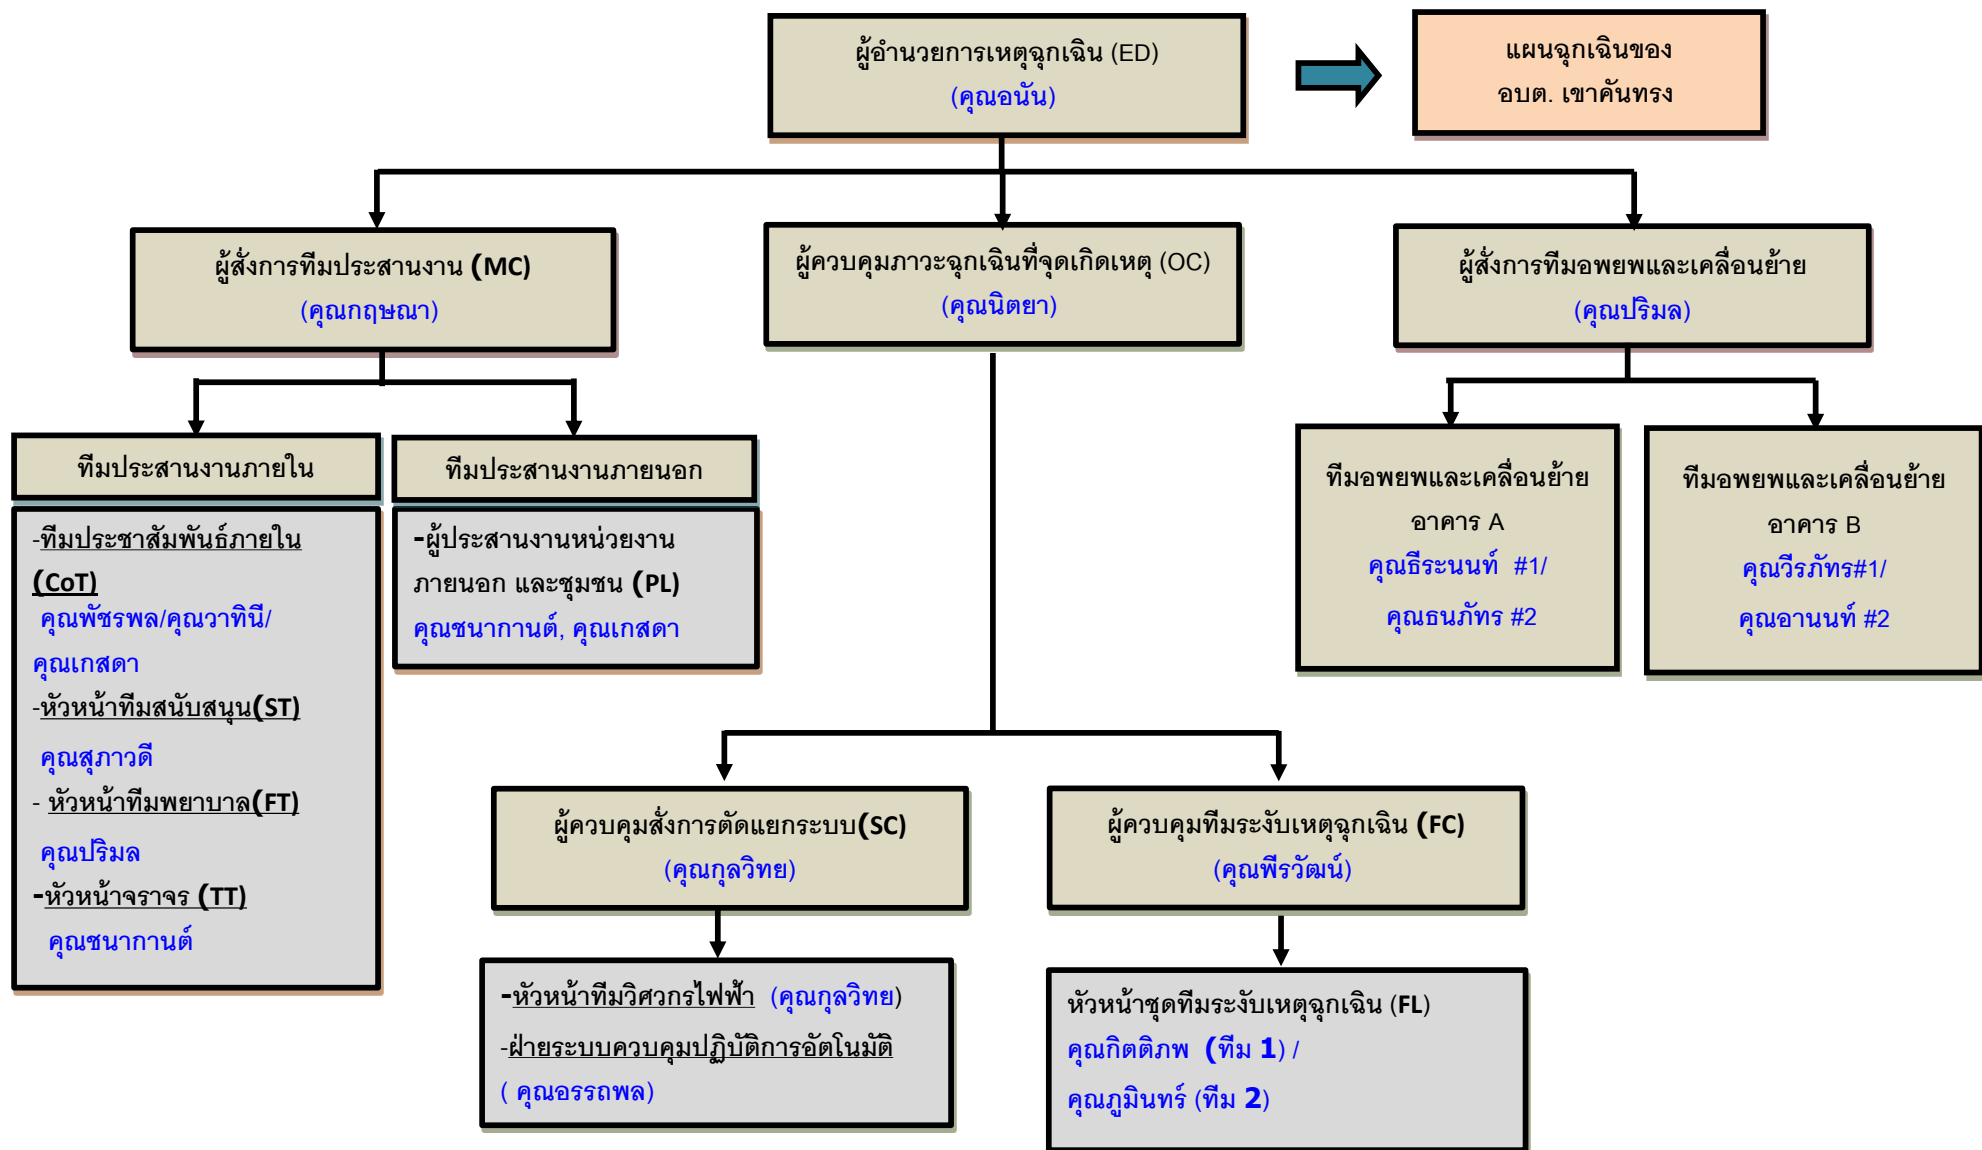 ผู้อำนวยการเหตุฉุกเฉิน (ED)
(คุณอนัน)
แผนฉุกเฉินของ
อบต. เขาคันทรง
ผู้สั่งการทีมประสานงาน (MC)
(คุณกฤษณา)
ผู้ควบคุมภาวะฉุกเฉินที่จุดเกิดเหตุ (OC)
(คุณนิตยา)
ผู้สั่งการทีมอพยพและเคลื่อนย้าย
(คุณปริมล)
ทีมประสานงานภายใน
-ทีมประชาสัมพันธ์ภายใน
(CoT)
คุณพัชรพล/คุณวาทินี/
คุณเกสดา
-หัวหน้าทีมสนับสนุน(ST)
คุณสุภาวดี
- หัวหน้าทีมพยาบาล(FT)
คุณปริมล
-หัวหน้าจราจร (TT)
คุณชนากานต์
ทีมประสานงานภายนอก
-ผู้ประสานงานหน่วยงาน
ภายนอก และชุมชน (PL)
คุณชนากานต์, คุณเกสดา
ทีมอพยพและเคลื่อนย้าย
อาคาร A
คุณธีระนนท์ #1/
คุณธนภัทร #2
ทีมอพยพและเคลื่อนย้าย
อาคาร B
คุณวีรภัทร#1/
คุณอานนท์ #2
ผู้ควบคุมสั่งการตัดแยกระบบ(SC)
(คุณกุลวิทย)
-หัวหน้าทีมวิศวกรไฟฟ้า (คุณกุลวิทย)
-ฝ่ายระบบควบคุมปฏิบัติการอัตโนมัติ
( คุณอรรถพล)
ผู้ควบคุมทีมระงับเหตุฉุกเฉิน (FC)
(คุณพีรวัฒน์)
หัวหน้าชุดทีมระงับเหตุฉุกเฉิน (FL)
คุณกิตติภพ (ทีม 1) /
คุณภูมินทร์ (ทีม 2)